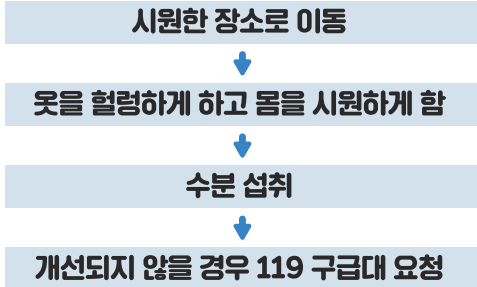 시원한 장소로 이동
옷을 헐렁하게 하고 몸을 시원하게 함
수분 섭취
개선되지 않을 경우 119 구급대 요청